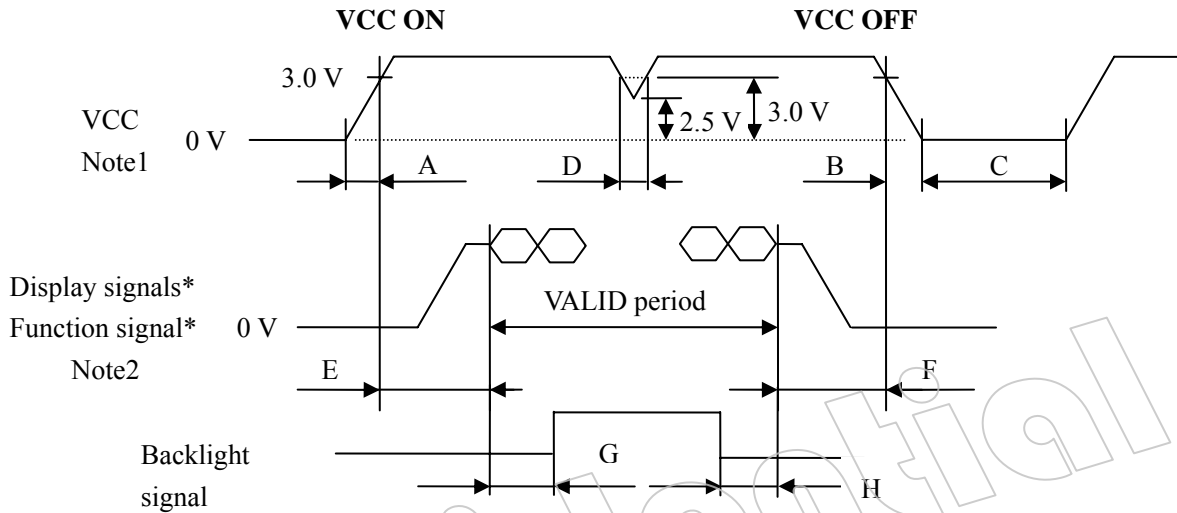 VCC ON
VCC OFF
3.0 V
VCC
Note1
0 V
2.5 V
3.0 V
A
D
B
C
Display signals*
Function signal*
Note2
0 V
VALID period
E
F
Backlight
signal
G
H